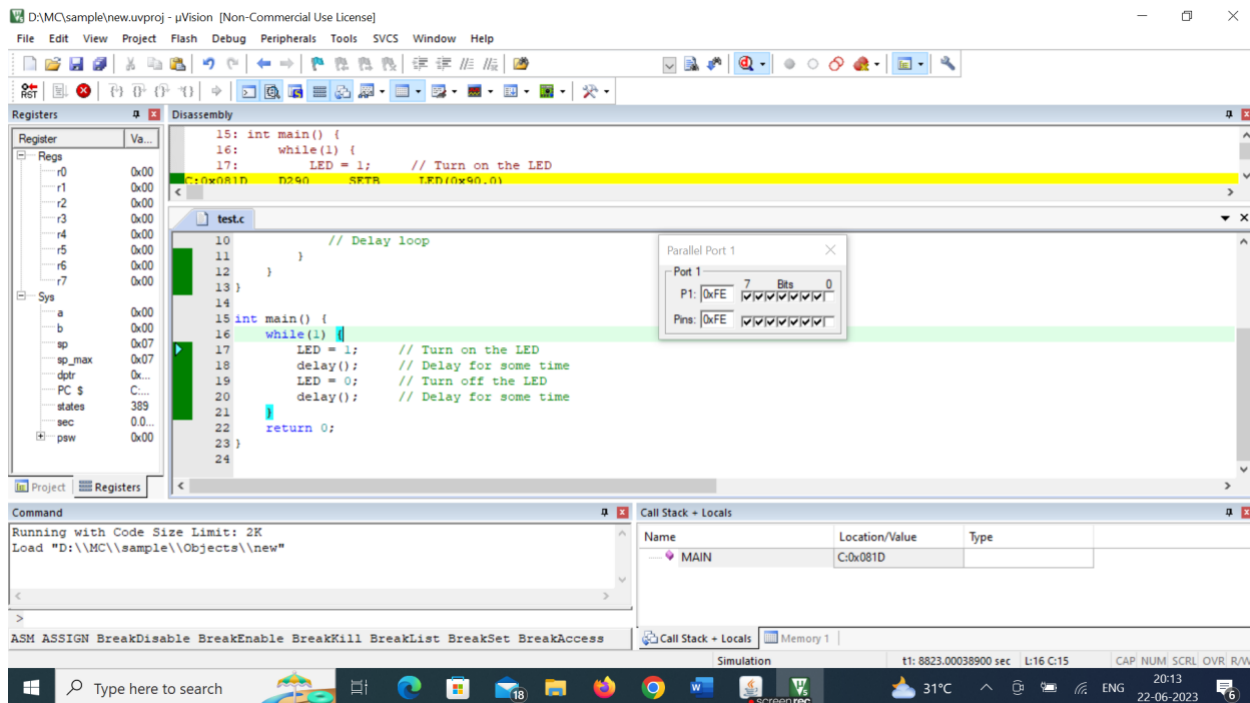 D:\MC\sample\new.uvproj - µVision [Non-Commercial Use License]
File Edit View Project Flash Debug Peripherals Tools SVCS Window Help
RST
Registers
Register Va...
Regs
r0 0x00
r1 0x00
r2 0x00
r3 0x00
r4 0x00
r5 0x00
r6 0x00
r7 0x00
Sys
a 0x00
b 0x00
sp 0x07
sp_max 0x07
dptr 0x...
PC $ C:...
states 389
sec 0.0...
psw 0x00
Project Registers
Disassembly
15: int main() {
16: while(1) {
17: LED = 1; // Turn on the LED
C:0x081D D290 SETB LED(0x90.0)
test.c
10 // Delay loop
11 }
12 }
13 }
14
15 int main() {
16 while(1) {
17 LED = 1; // Turn on the LED
18 delay(); // Delay for some time
19 LED = 0; // Turn off the LED
20 delay(); // Delay for some time
21 }
22 return 0;
23 }
24
Parallel Port 1
Port 1
7 Bits 0
P1: 0xFE
Pins: 0xFE
Command
Running with Code Size Limit: 2K
Load "D:\\MC\\sample\\Objects\\new"
>
ASM ASSIGN BreakDisable BreakEnable BreakKill BreakList BreakSet BreakAccess
Call Stack + Locals
Name Location/Value Type
MAIN C:0x081D
Call Stack + Locals Memory 1
Simulation t1: 8823.00038900 sec L:16 C:15 CAP NUM SCRL OVR R/W
Type here to search
18
W
screenrec
31°C
ENG
20:13
22-06-2023
6